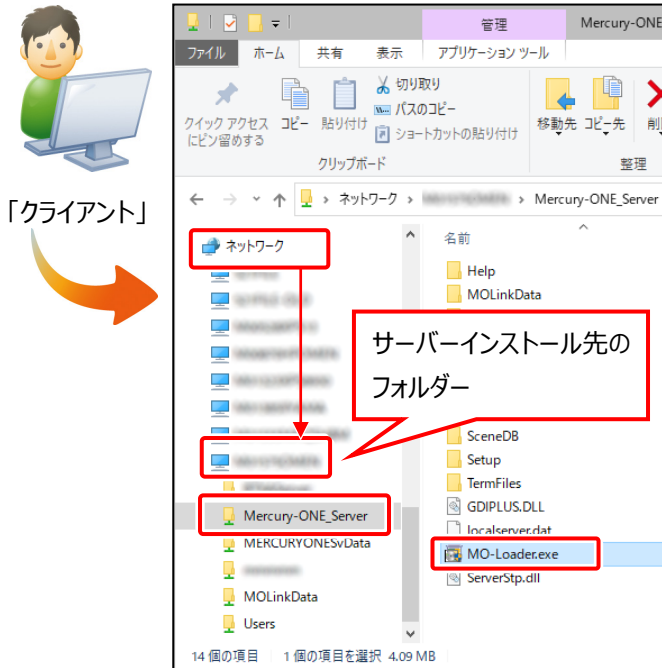 管理
Mercury-ONE
ファイル
ホーム
共有
表示
アプリケーション ツール
クイック アクセス
にピン留めする
コピー
貼り付け
切り取り
パスのコピー
ショートカットの貼り付け
移動先
コピー先
クリップボード
整理
「クライアント」
ネットワーク
Mercury-ONE_Server
ネットワーク
名前
Help
MOLinkData
サーバーインストール先の
フォルダー
SceneDB
Setup
TermFiles
GDIPLUS.DLL
localserver.dat
MO-Loader.exe
ServerStp.dll
Mercury-ONE_Server
MERCURYONESvData
MOLinkData
Users
14 個の項目
1 個の項目を選択 4.09 MB